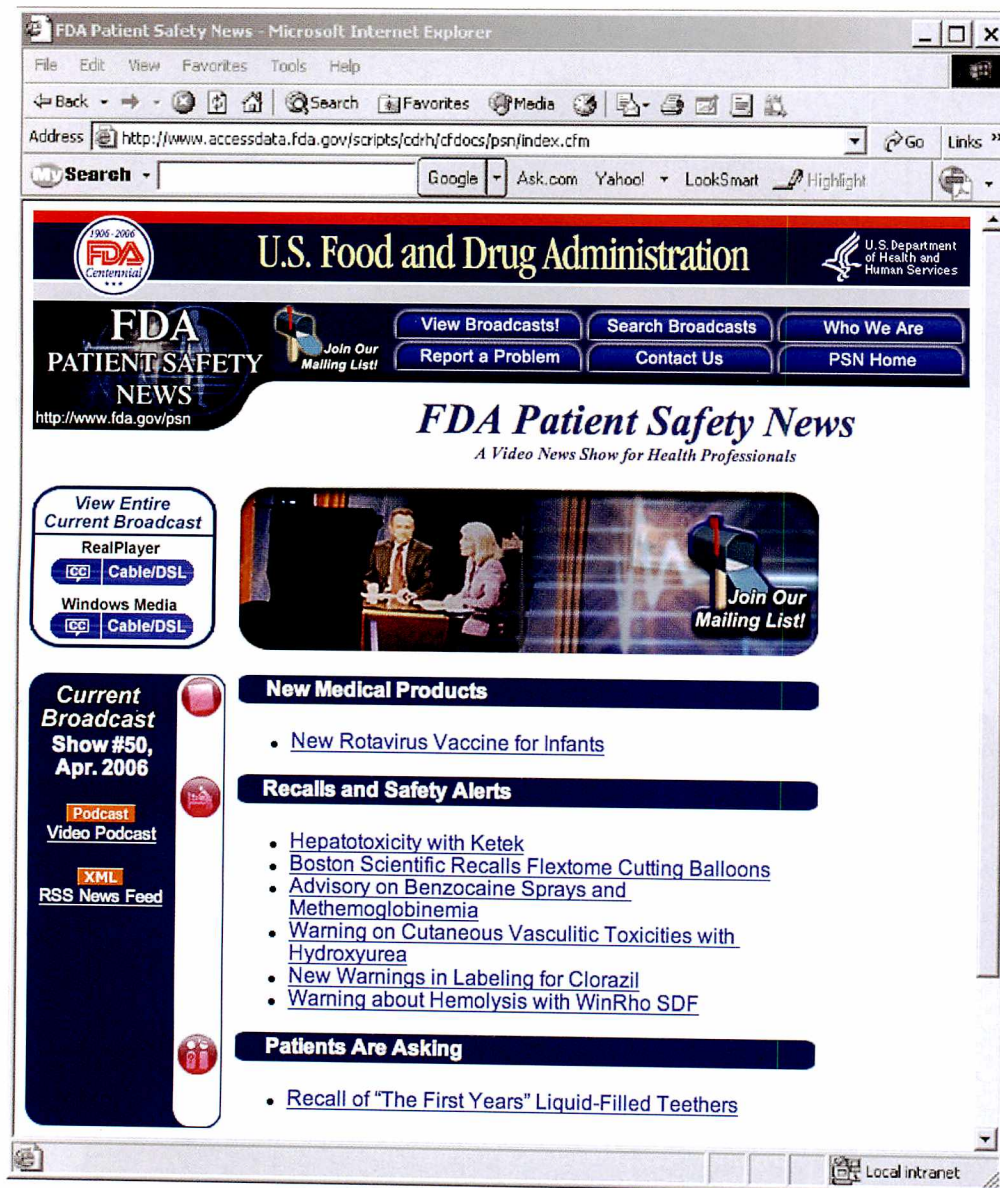 FDA Patient Safety News - Microsoft Internet Explorer
File Edit View Favorites Tools Help
Back Search Favorites Media
Address http://www.accessdata.fda.gov/scripts/cdrh/cfdocs/psn/index.cfm Go Links »
My Search Google Ask.com Yahoo! LookSmart Highlight
1906-2006
FDA
Centennial
U.S. Food and Drug Administration
U.S. Department
of Health and
Human Services
FDA
PATIENT SAFETY
NEWS
http://www.fda.gov/psn
Join Our
Mailing List!
View Broadcasts! Search Broadcasts Who We Are
Report a Problem Contact Us PSN Home
FDA Patient Safety News
A Video News Show for Health Professionals
View Entire
Current Broadcast
RealPlayer
CC Cable/DSL
Windows Media
CC Cable/DSL
Join Our
Mailing List!
Current
Broadcast
Show #50,
Apr. 2006
Podcast
Video Podcast
XML
RSS News Feed
New Medical Products
• New Rotavirus Vaccine for Infants
Recalls and Safety Alerts
• Hepatotoxicity with Ketek
• Boston Scientific Recalls Flextome Cutting Balloons
• Advisory on Benzocaine Sprays and
Methemoglobinemia
• Warning on Cutaneous Vasculitic Toxicities with
Hydroxyurea
• New Warnings in Labeling for Clorazil
• Warning about Hemolysis with WinRho SDF
Patients Are Asking
• Recall of “The First Years” Liquid-Filled Teethers
Local intranet